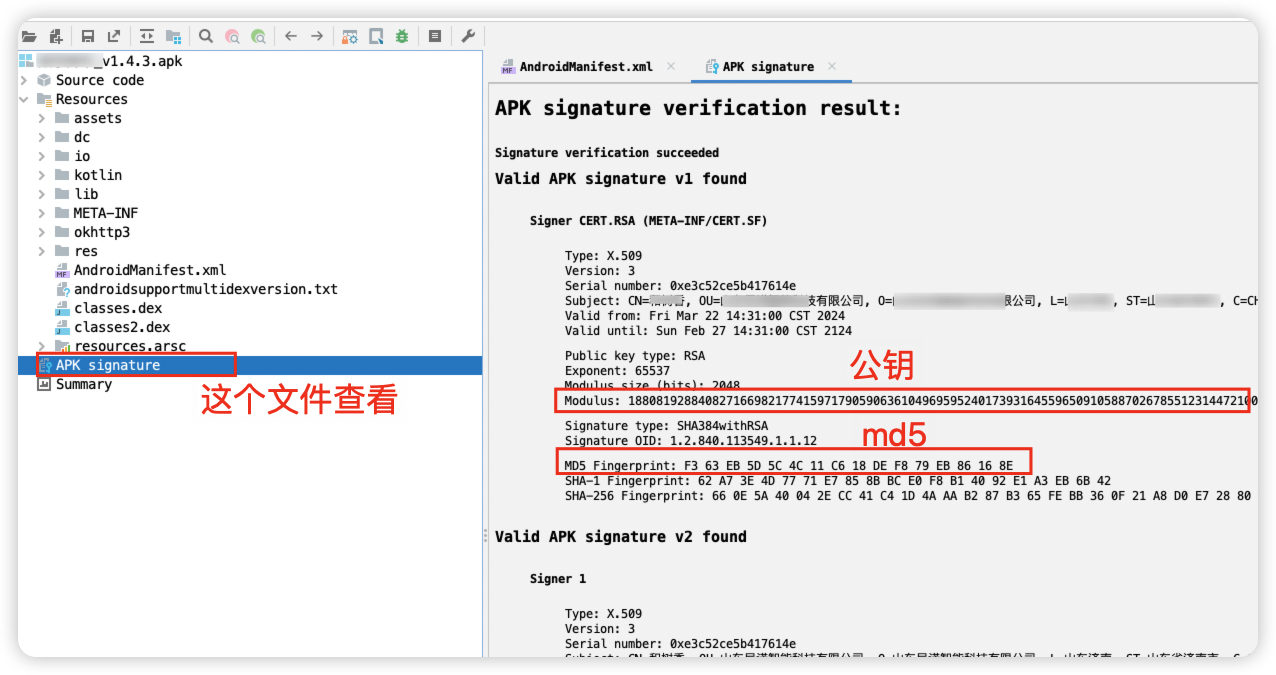 _v1.4.3.apk
Source code
Resources
assets
dc
io
kotlin
lib
META-INF
okhttp3
res
AndroidManifest.xml
androidsupportmultidexversion.txt
classes.dex
classes2.dex
resources.arsc
APK signature
Summary
这个文件查看
AndroidManifest.xml
APK signature
APK signature verification result:
Signature verification succeeded
Valid APK signature v1 found
Signer CERT.RSA (META-INF/CERT.SF)
Type: X.509
Version: 3
Serial number: 0xe3c52ce5b417614e
Subject: CN=, OU=技有限公司, O=限公司, L=, ST=山, C=CH
Valid from: Fri Mar 22 14:31:00 CST 2024
Valid until: Sun Feb 27 14:31:00 CST 2124
Public key type: RSA
公钥
Exponent: 65537
Modulus size (bits): 2048
Modulus: 188081928840827166982177415971790590636104969595240173931645596509105887026785512314472100
Signature type: SHA384withRSA
md5
Signature OID: 1.2.840.113549.1.1.12
MD5 Fingerprint: F3 63 EB 5D 5C 4C 11 C6 18 DE F8 79 EB 86 16 8E
SHA-1 Fingerprint: 62 A7 3E 4D 77 71 E7 85 8B BC E0 F8 B1 40 92 E1 A3 EB 6B 42
SHA-256 Fingerprint: 66 0E 5A 40 04 2E CC 41 C4 1D 4A AA B2 87 B3 65 FE BB 36 0F 21 A8 D0 E7 28 80
Valid APK signature v2 found
Signer 1
Type: X.509
Version: 3
Serial number: 0xe3c52ce5b417614e